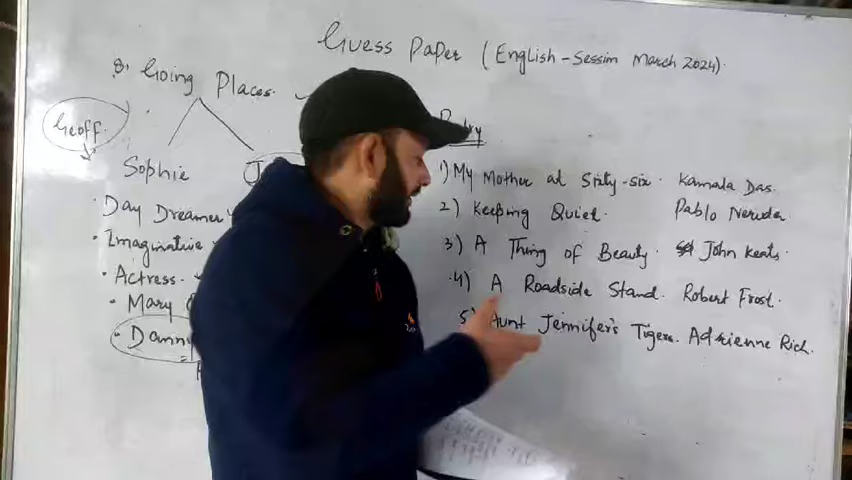 Guess Paper (English - Session March 2024).
8. Going Places.
Geoff.
Sophie
J
· Day Dreamer
· Imaginative
· Actress.
· Mary
· Danny
1) My Mother at Sixty-six. Kamala Das.
2) Keeping Quiet. Pablo Neruda
3) A Thing of Beauty. John Keats.
4) A Roadside Stand. Robert Frost.
5) Aunt Jennifer's Tigers. Adrienne Rich.